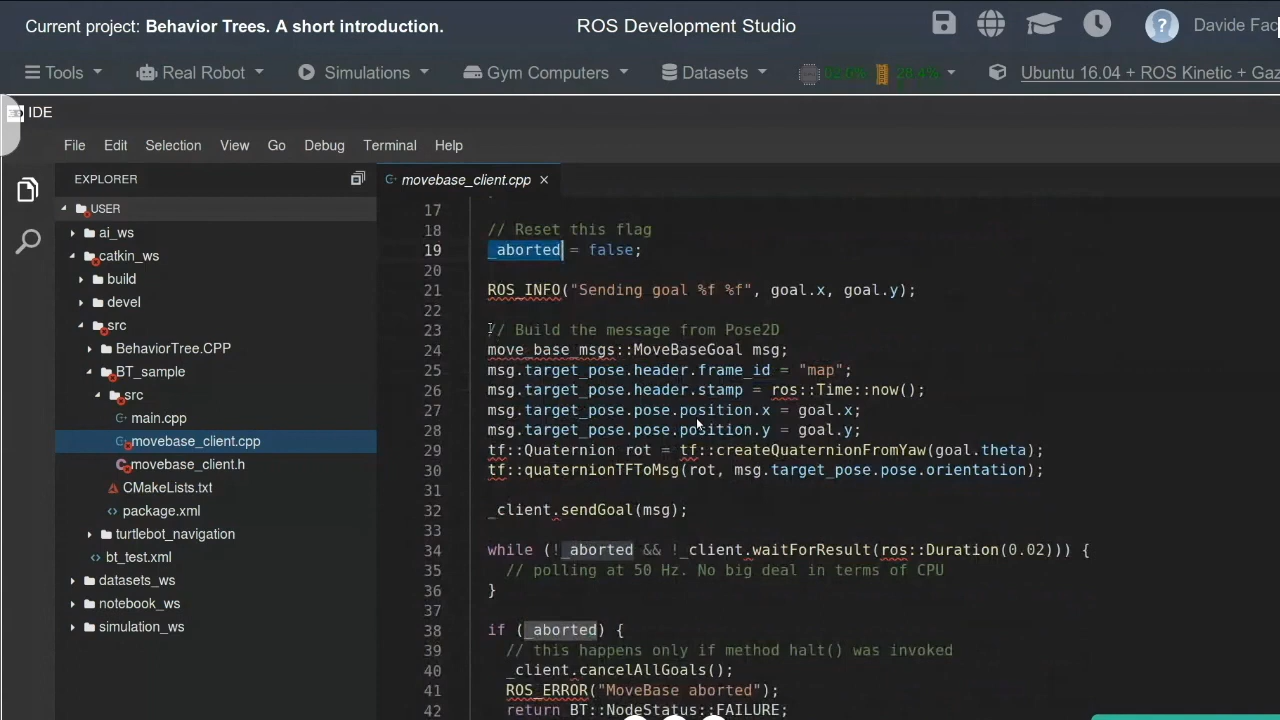 Current project: Behavior Trees. A short introduction.
ROS Development Studio
? Davide Fac
Tools Real Robot Simulations Gym Computers Datasets Ubuntu 16.04 + ROS Kinetic + Gaz
IDE
File Edit Selection View Go Debug Terminal Help
EXPLORER
movebase_client.cpp ×
USER
ai_ws
catkin_ws
build
devel
src
BehaviorTree.CPP
BT_sample
src
main.cpp
movebase_client.cpp
movebase_client.h
CMakeLists.txt
package.xml
turtlebot_navigation
bt_test.xml
datasets_ws
notebook_ws
simulation_ws
17
18 // Reset this flag
19 _aborted = false;
20
21 ROS_INFO("Sending goal %f %f", goal.x, goal.y);
22
23 // Build the message from Pose2D
24 move_base_msgs::MoveBaseGoal msg;
25 msg.target_pose.header.frame_id = "map";
26 msg.target_pose.header.stamp = ros::Time::now();
27 msg.target_pose.pose.position.x = goal.x;
28 msg.target_pose.pose.position.y = goal.y;
29 tf::Quaternion rot = tf::createQuaternionFromYaw(goal.theta);
30 tf::quaternionTFToMsg(rot, msg.target_pose.pose.orientation);
31
32 _client.sendGoal(msg);
33
34 while (!_aborted && !_client.waitForResult(ros::Duration(0.02))) {
35 // polling at 50 Hz. No big deal in terms of CPU
36 }
37
38 if (_aborted) {
39 // this happens only if method halt() was invoked
40 _client.cancelAllGoals();
41 ROS_ERROR("MoveBase aborted");
42 return BT::NodeStatus::FAILURE;